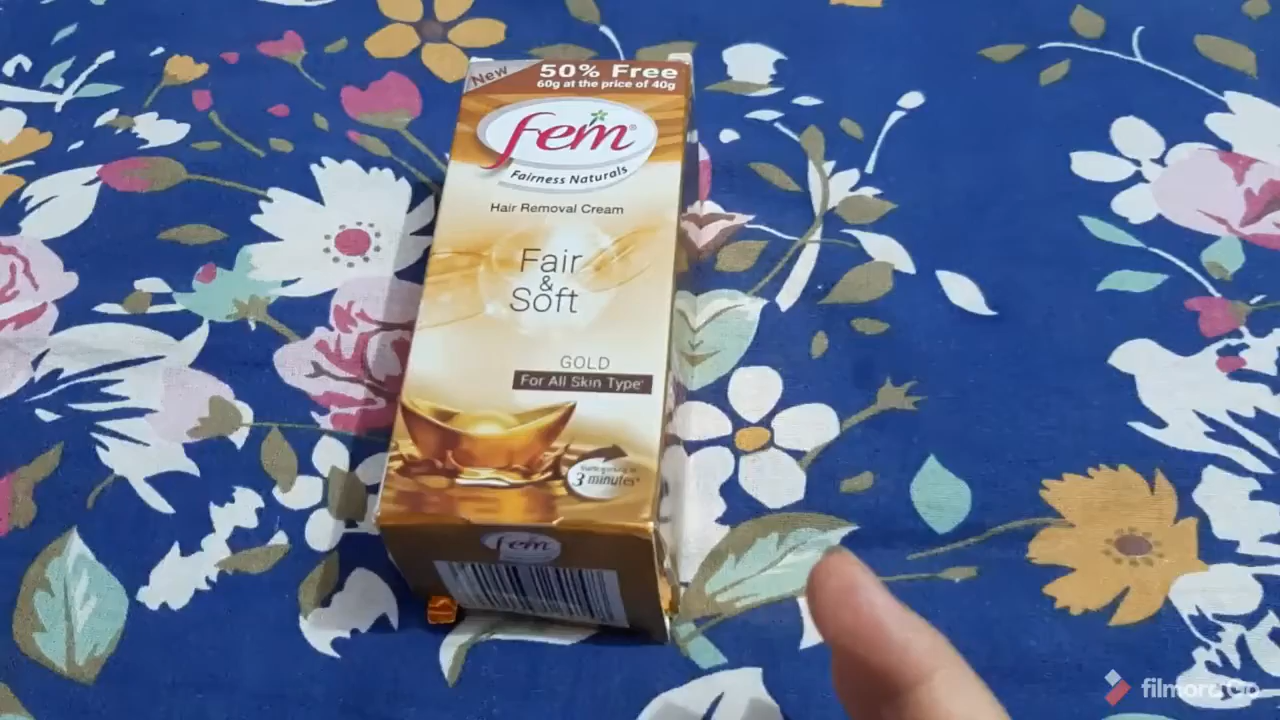 New
50% Free
60g at the price of 40g
fem®
Fairness Naturals
Hair Removal Cream
Fair
&
Soft
GOLD
For All Skin Type*
3 minutes*
fem
filmora Go